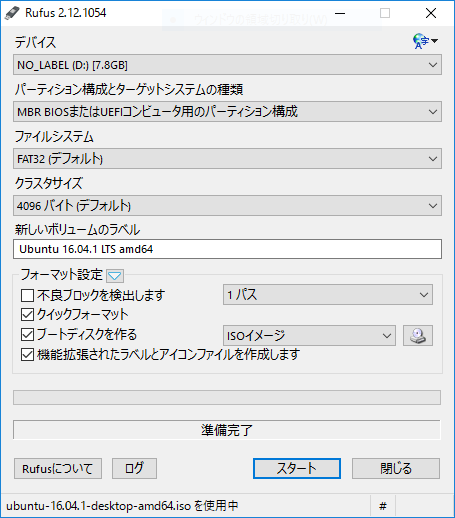 Rufus 2.12.1054
デバイス
NO_LABEL (D:) [7.8GB]
パーティション構成とターゲットシステムの種類
MBR BIOSまたはUEFIコンピュータ用のパーティション構成
ファイルシステム
FAT32 (デフォルト)
クラスタサイズ
4096 バイト (デフォルト)
新しいボリュームのラベル
Ubuntu 16.04.1 LTS amd64
フォーマット設定
不良ブロックを検出します 1 パス
クイックフォーマット
ブートディスクを作る ISOイメージ
機能拡張されたラベルとアイコンファイルを作成します
準備完了
Rufusについて ログ スタート 閉じる
ubuntu-16.04.1-desktop-amd64.iso を使用中 #